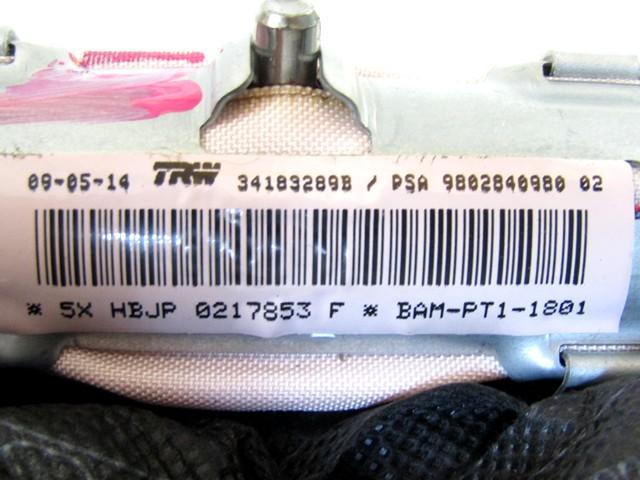 09-05-14 TRW 34183289B / PSA 9802840980 02
* 5X HBJP 0217853 F * BAM-PT1-1801